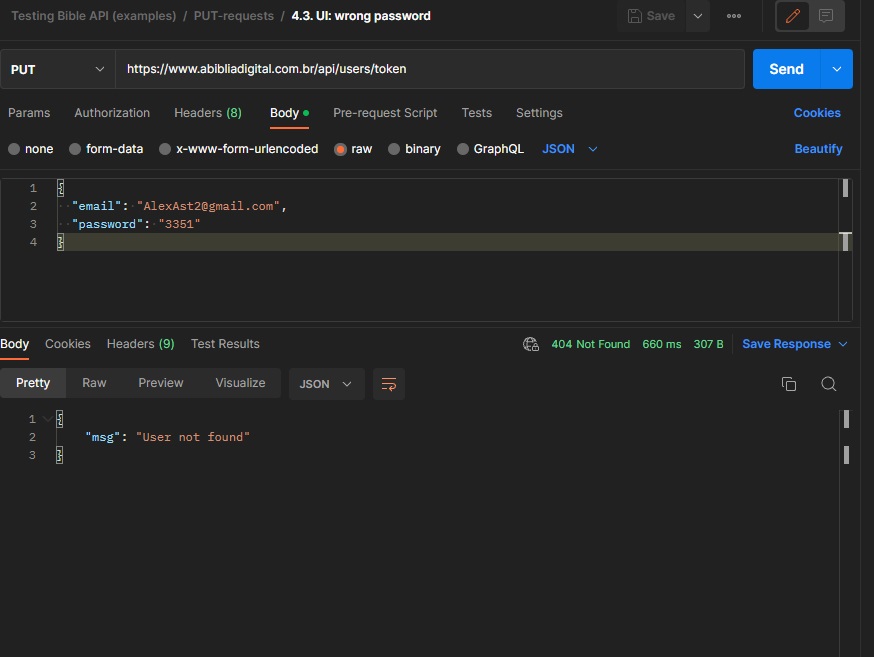 Testing Bible API (examples) / PUT-requests / 4.3. UI: wrong password
Save
PUT
https://www.abibliadigital.com.br/api/users/token
Send
Params Authorization Headers (8) Body Pre-request Script Tests Settings Cookies
none form-data x-www-form-urlencoded raw binary GraphQL JSON Beautify
1 {
2 "email": "AlexAst2@gmail.com",
3 "password": "3351"
4 }
Body Cookies Headers (9) Test Results 404 Not Found 660 ms 307 B Save Response
Pretty Raw Preview Visualize JSON
1 {
2 "msg": "User not found"
3 }